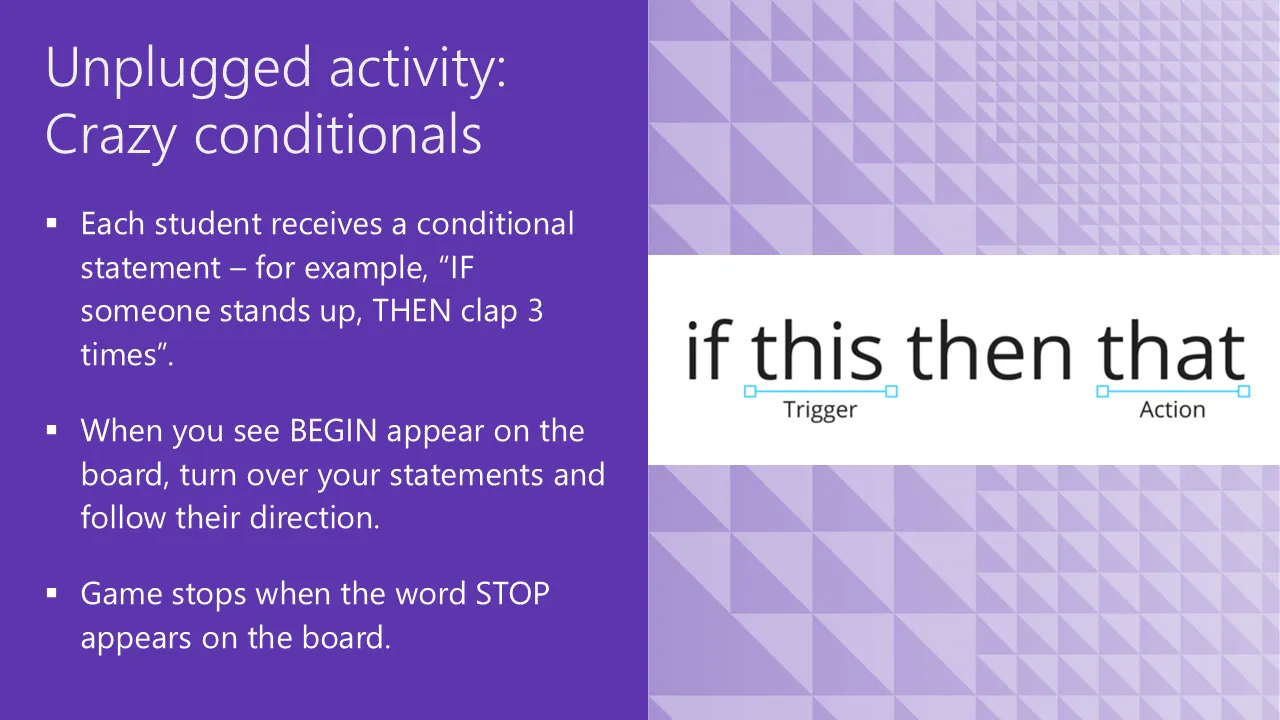 Unplugged activity:
Crazy conditionals
▪ Each student receives a conditional
statement – for example, “IF
someone stands up, THEN clap 3
times”.
▪ When you see BEGIN appear on the
board, turn over your statements and
follow their direction.
▪ Game stops when the word STOP
appears on the board.
if this then that
Trigger Action